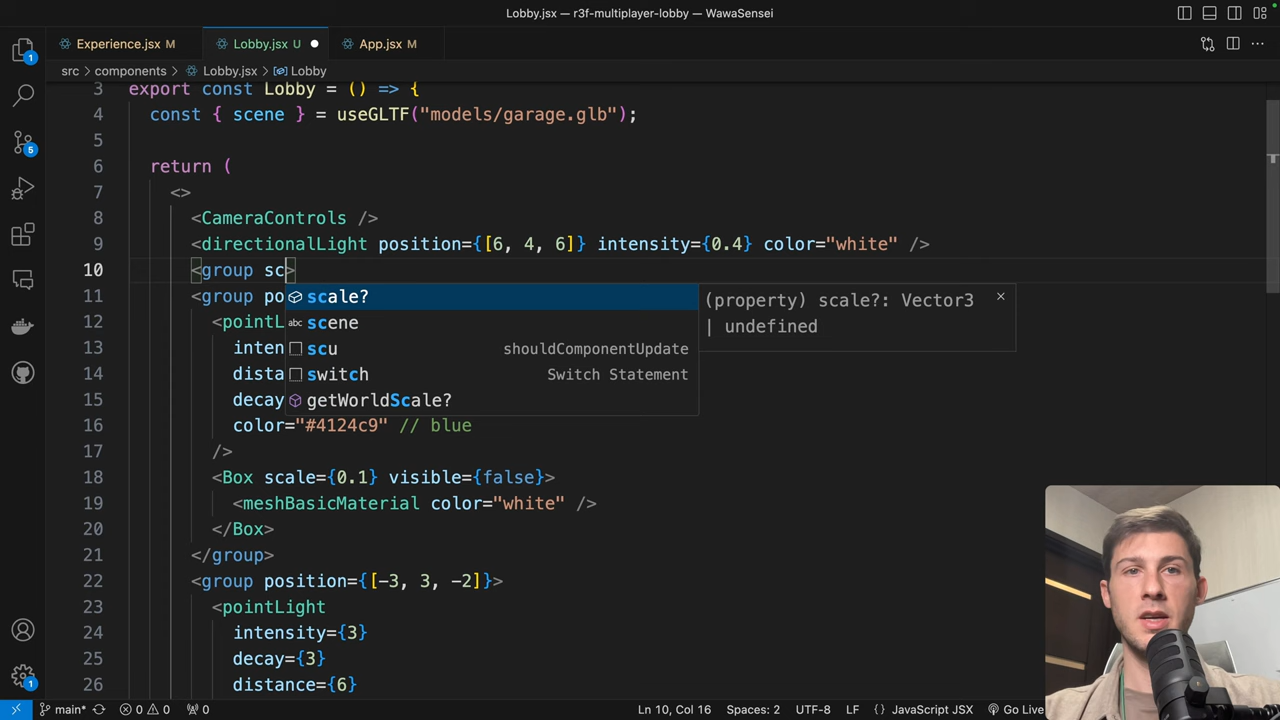 Lobby.jsx — r3f-multiplayer-lobby — WawaSensei
Experience.jsx M
Lobby.jsx U
App.jsx M
src > components > Lobby.jsx > Lobby
3 export const Lobby = () => {
4 const { scene } = useGLTF("models/garage.glb");
5
6 return (
7 <>
8 <CameraControls />
9 <directionalLight position={[6, 4, 6]} intensity={0.4} color="white" />
10 <group sc>
11 <group po
scale?
(property) scale?: Vector3
| undefined
12 <pointL
scene
13 inten
scu shouldComponentUpdate
14 dista
switch Switch Statement
15 decay
getWorldScale?
16 color="#4124c9" // blue
17 />
18 <Box scale={0.1} visible={false}>
19 <meshBasicMaterial color="white" />
20 </Box>
21 </group>
22 <group position={[-3, 3, -2]}>
23 <pointLight
24 intensity={3}
25 decay={3}
26 distance={6}
1
5
1
main* 0 0 0 Ln 10, Col 16 Spaces: 2 UTF-8 LF {} JavaScript JSX Go Live